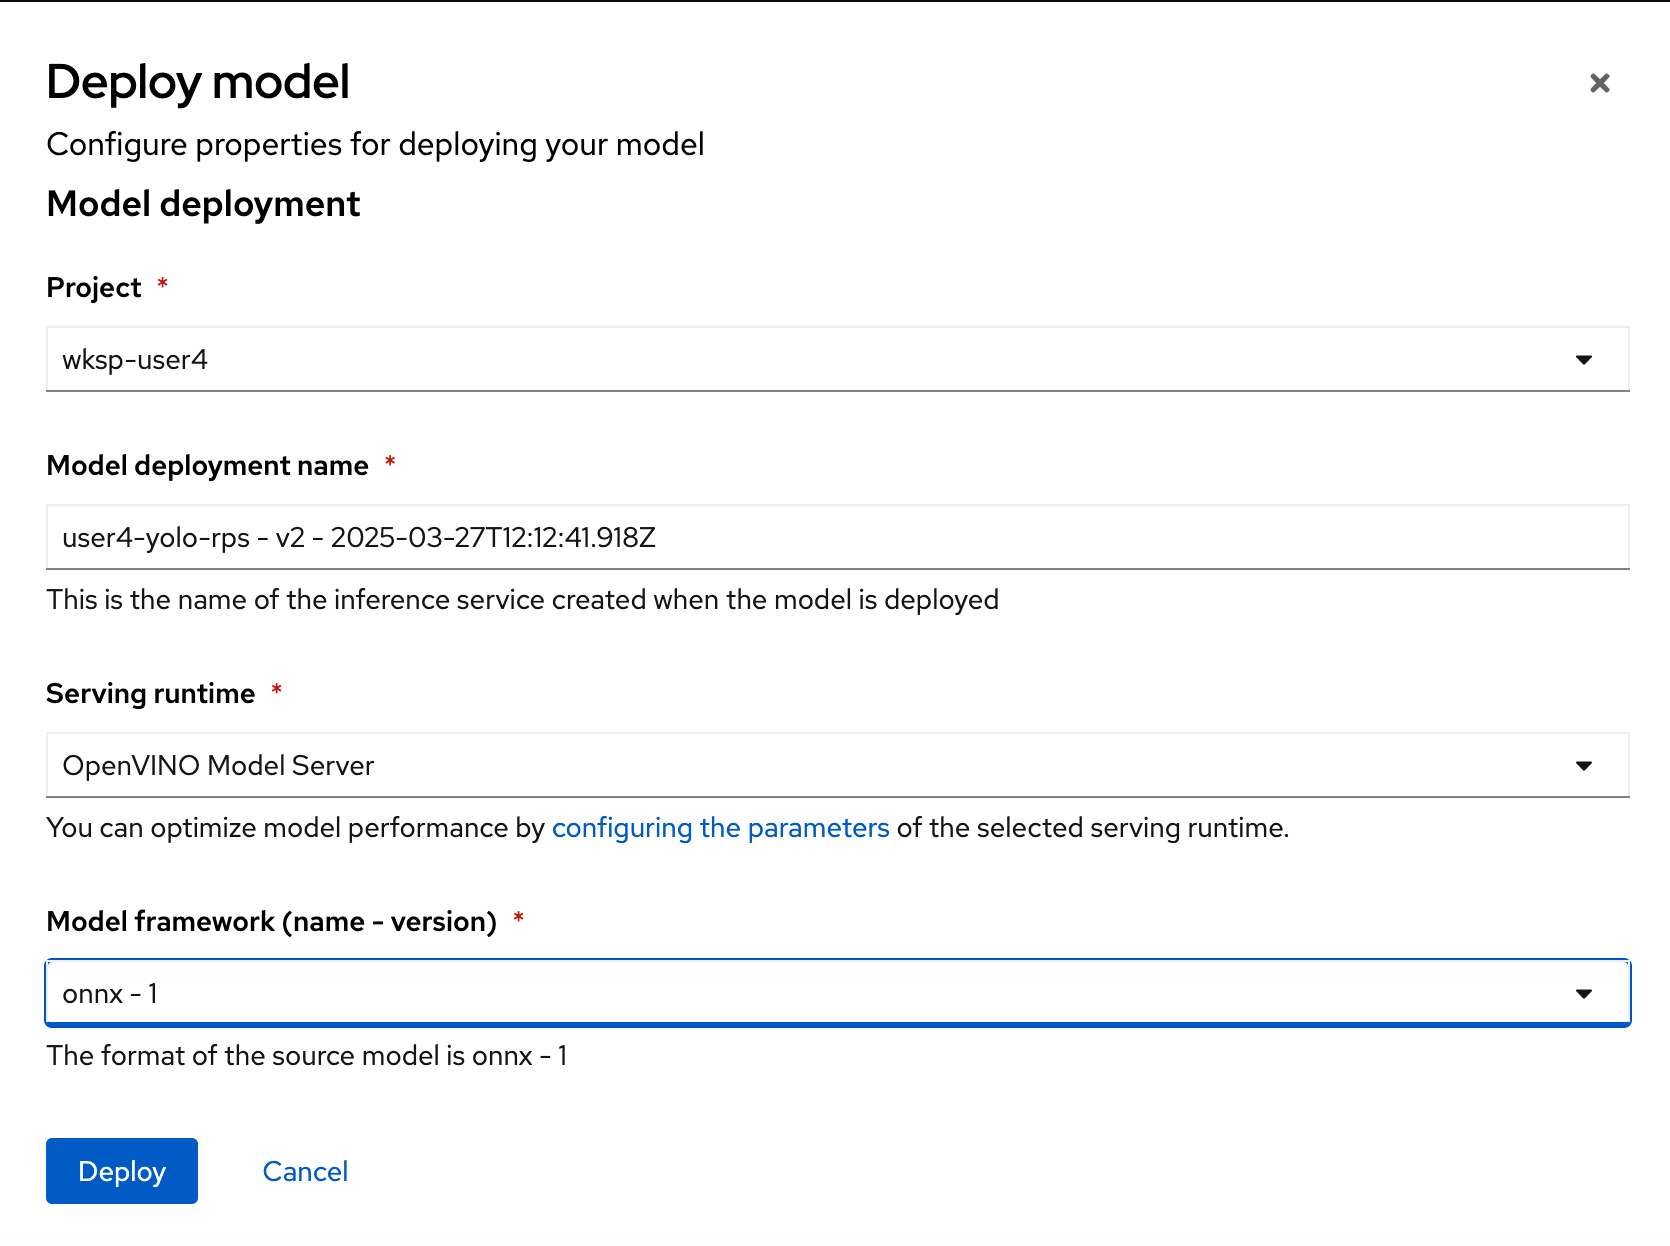 Deploy model
Configure properties for deploying your model
Model deployment
Project *
wksp-user4
Model deployment name *
user4-yolo-rps - v2 - 2025-03-27T12:12:41.918Z
This is the name of the inference service created when the model is deployed
Serving runtime *
OpenVINO Model Server
You can optimize model performance by configuring the parameters of the selected serving runtime.
Model framework (name - version) *
onnx - 1
The format of the source model is onnx - 1
Deploy Cancel